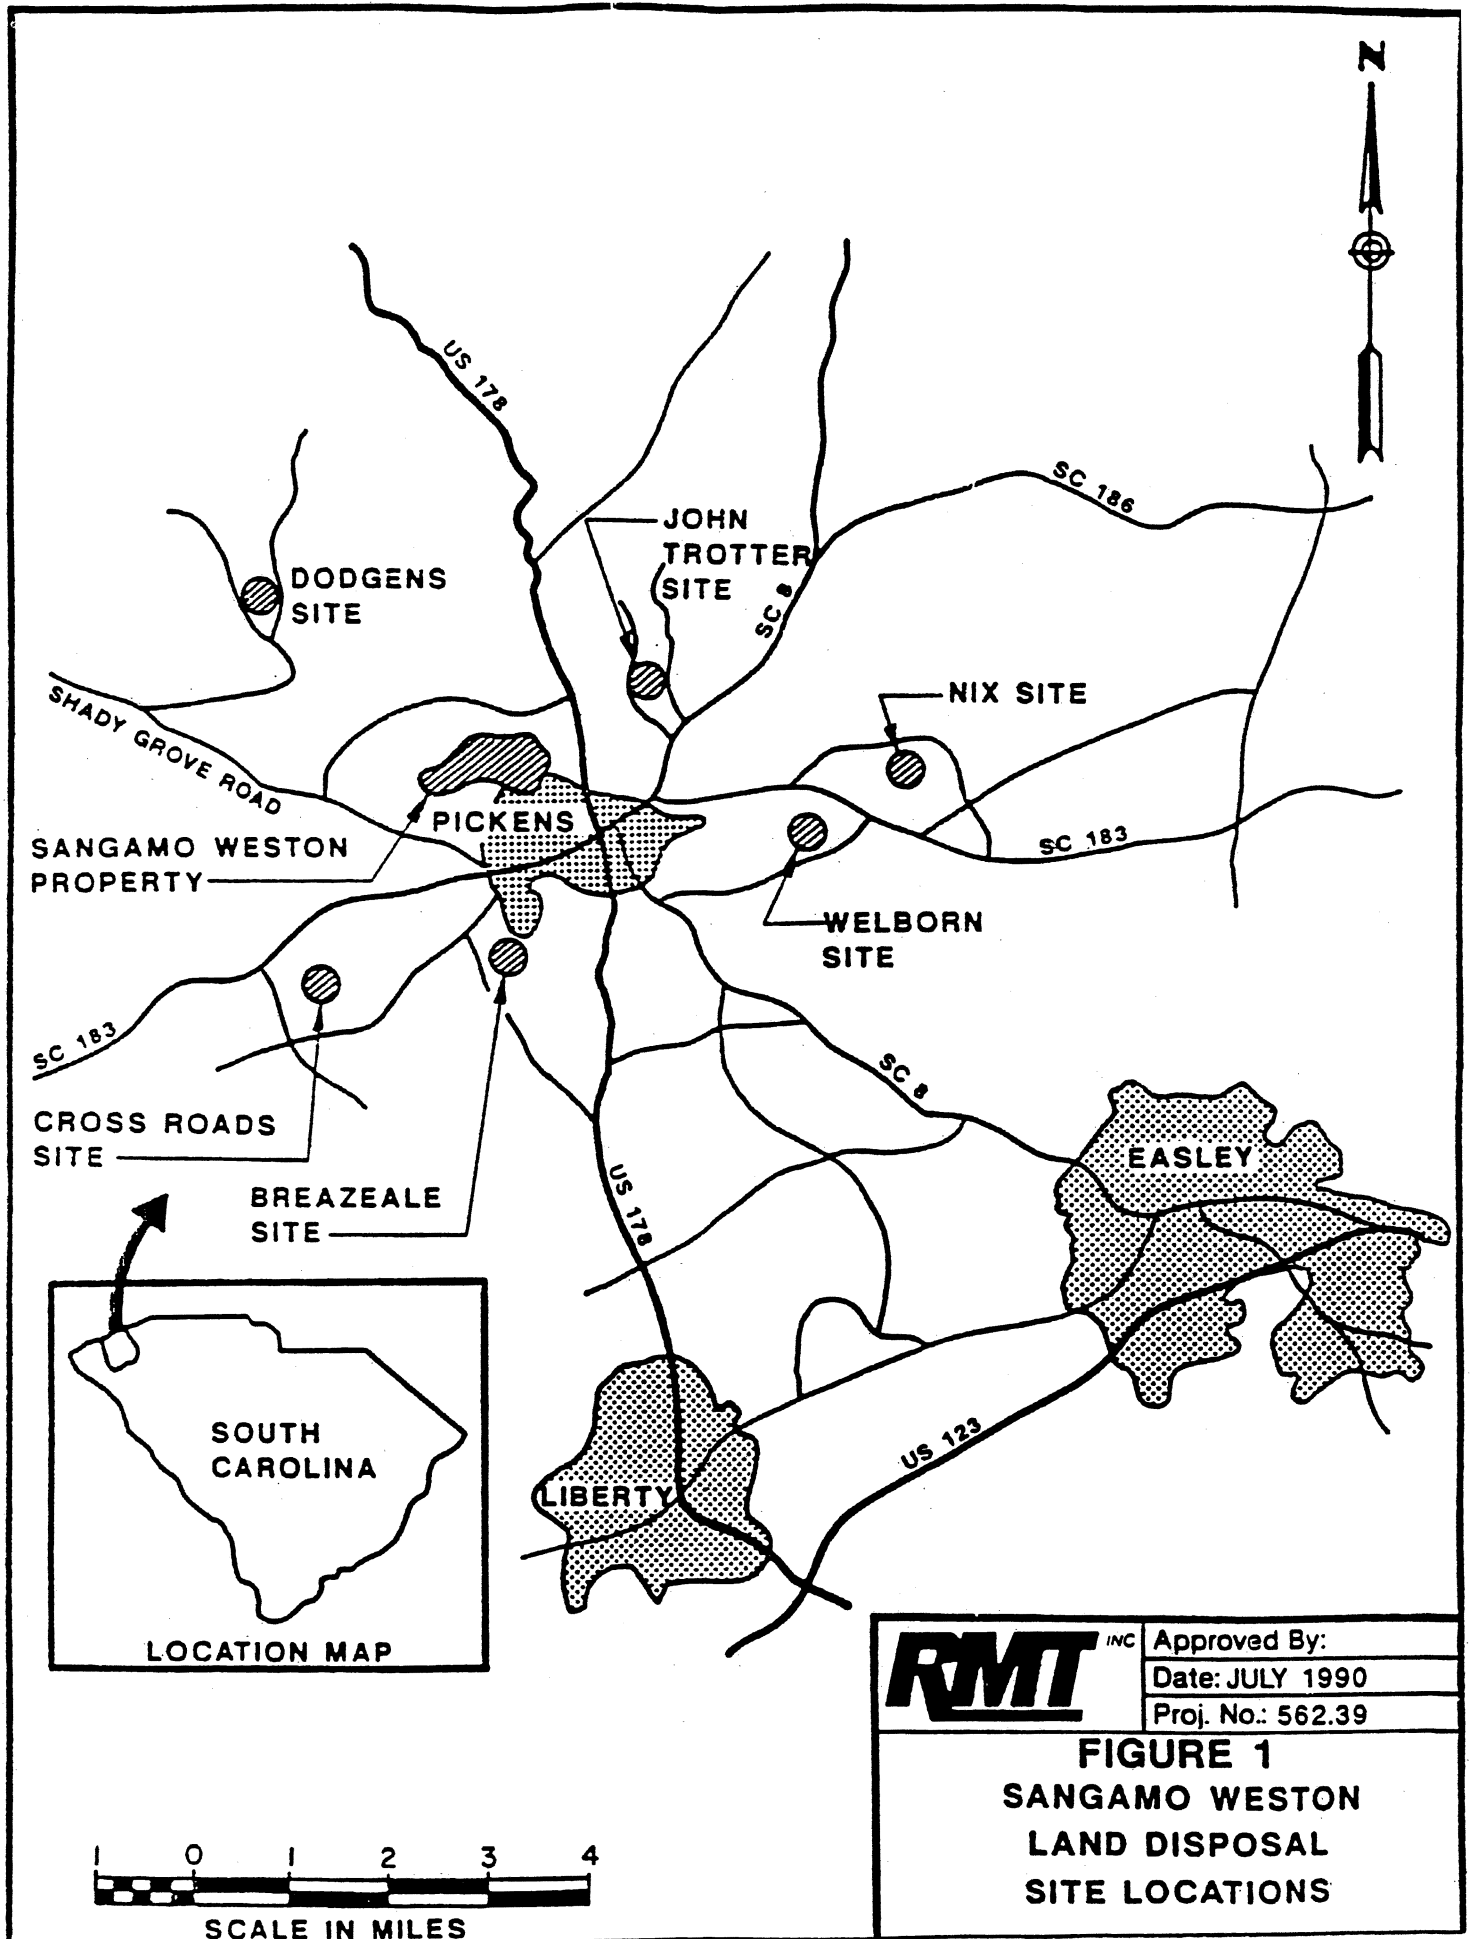 N
US 178
SC 186
JOHN
TROTTER
SITE
DODGENS
SITE
SC 8
SHADY GROVE ROAD
NIX SITE
PICKENS
SANGAMO WESTON
PROPERTY
SC 183
WELBORN
SITE
SC 183
SC 8
CROSS ROADS
SITE
EASLEY
BREAZEALE
SITE
US 178
SOUTH
CAROLINA
US 123
LIBERTY
LOCATION MAP
RMT INC
Approved By:
Date: JULY 1990
Proj. No.: 562.39
FIGURE 1
SANGAMO WESTON
LAND DISPOSAL
SITE LOCATIONS
1 0 1 2 3 4
SCALE IN MILES